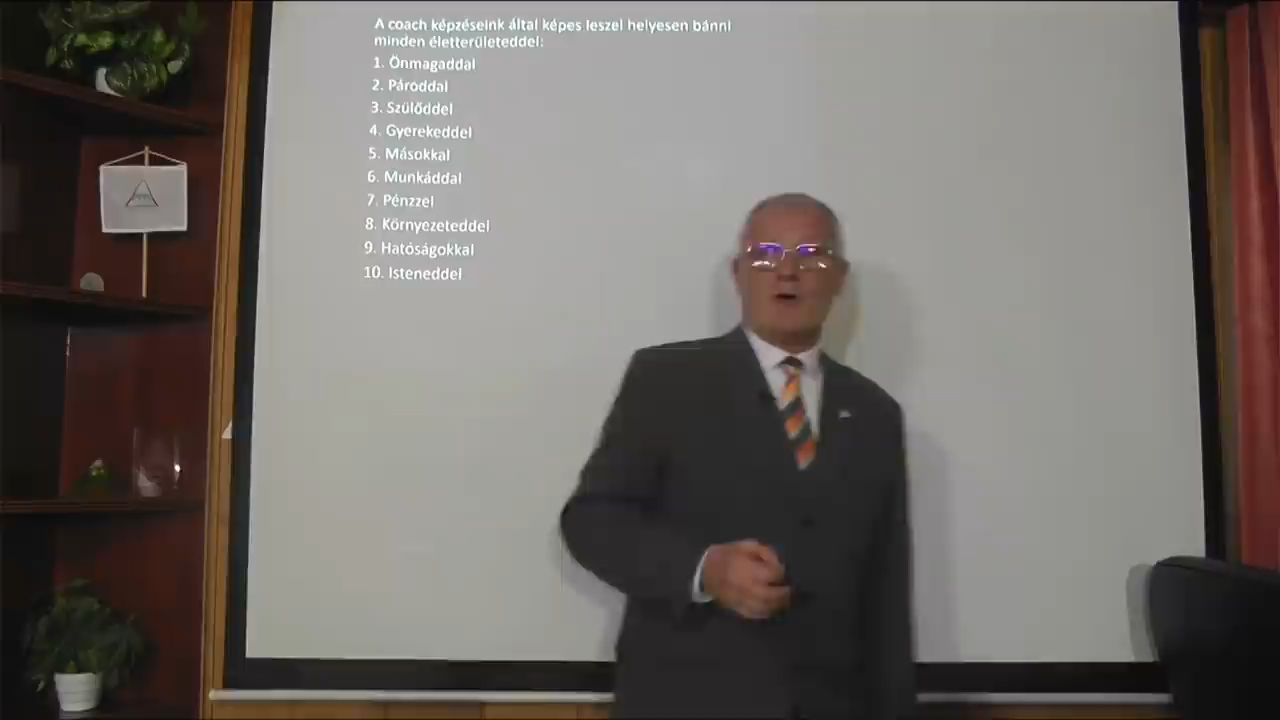 A coach képzéseink által képes leszel helyesen bánni
minden életterületeddel:
1. Önmagaddal
2. Pároddal
3. Szülőddel
4. Gyerekeddel
5. Másokkal
6. Munkáddal
7. Pénzzel
8. Környezeteddel
9. Hatóságokkal
10. Isteneddel